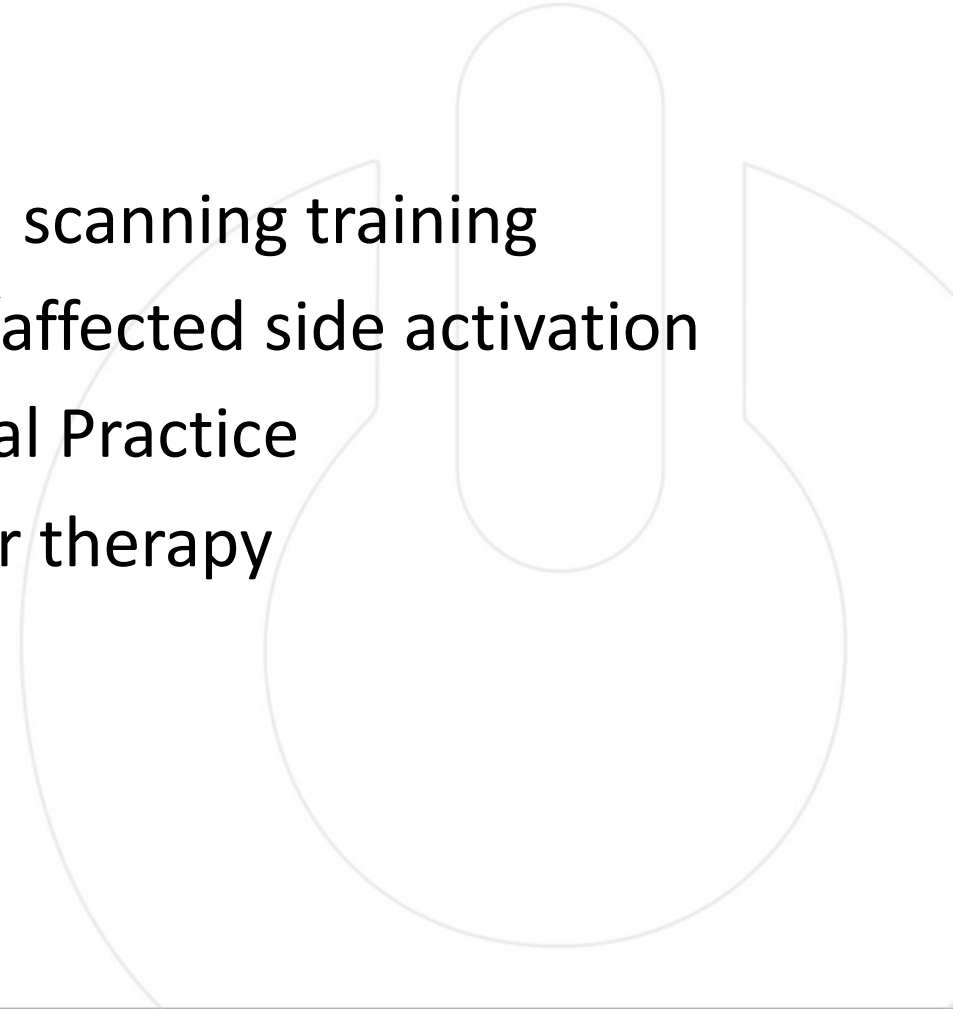 scanning training
affected side activation
al Practice
r therapy